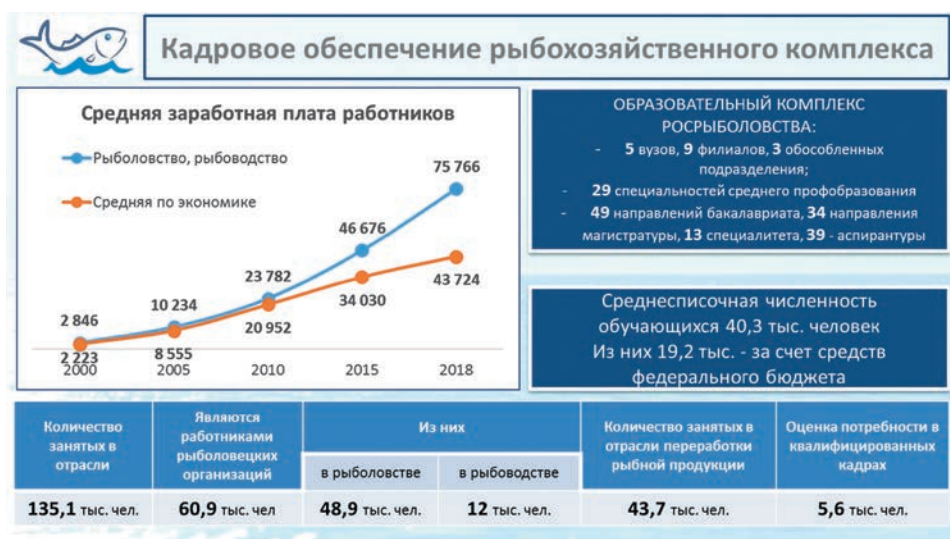 Кадровое обеспечение рыбохозяйственного комплекса
Средняя заработная плата работников
Рыболовство, рыбоводство
Средняя по экономике
75 766
46 676
23 782
10 234
2 846
43 724
34 030
20 952
8 555
2 223
2000
2005
2010
2015
2018
ОБРАЗОВАТЕЛЬНЫЙ КОМПЛЕКС
РОСРЫБОЛОВСТВА:
- 5 вузов, 9 филиалов, 3 обособленных
подразделения;
- 29 специальностей среднего профобразования
- 49 направлений бакалавриата, 34 направления
магистратуры, 13 специалитета, 39 - аспирантуры
Среднесписочная численность
обучающихся 40,3 тыс. человек
Из них 19,2 тыс. - за счет средств
федерального бюджета
Количество
занятых в
отрасли
Являются
работниками
рыболовецких
организаций
Из них
в рыболовстве
в рыбоводстве
Количество занятых в
отрасли переработки
рыбной продукции
Оценка потребности в
квалифицированных
кадрах
135,1 тыс. чел.
60,9 тыс. чел
48,9 тыс. чел.
12 тыс. чел.
43,7 тыс. чел.
5,6 тыс. чел.